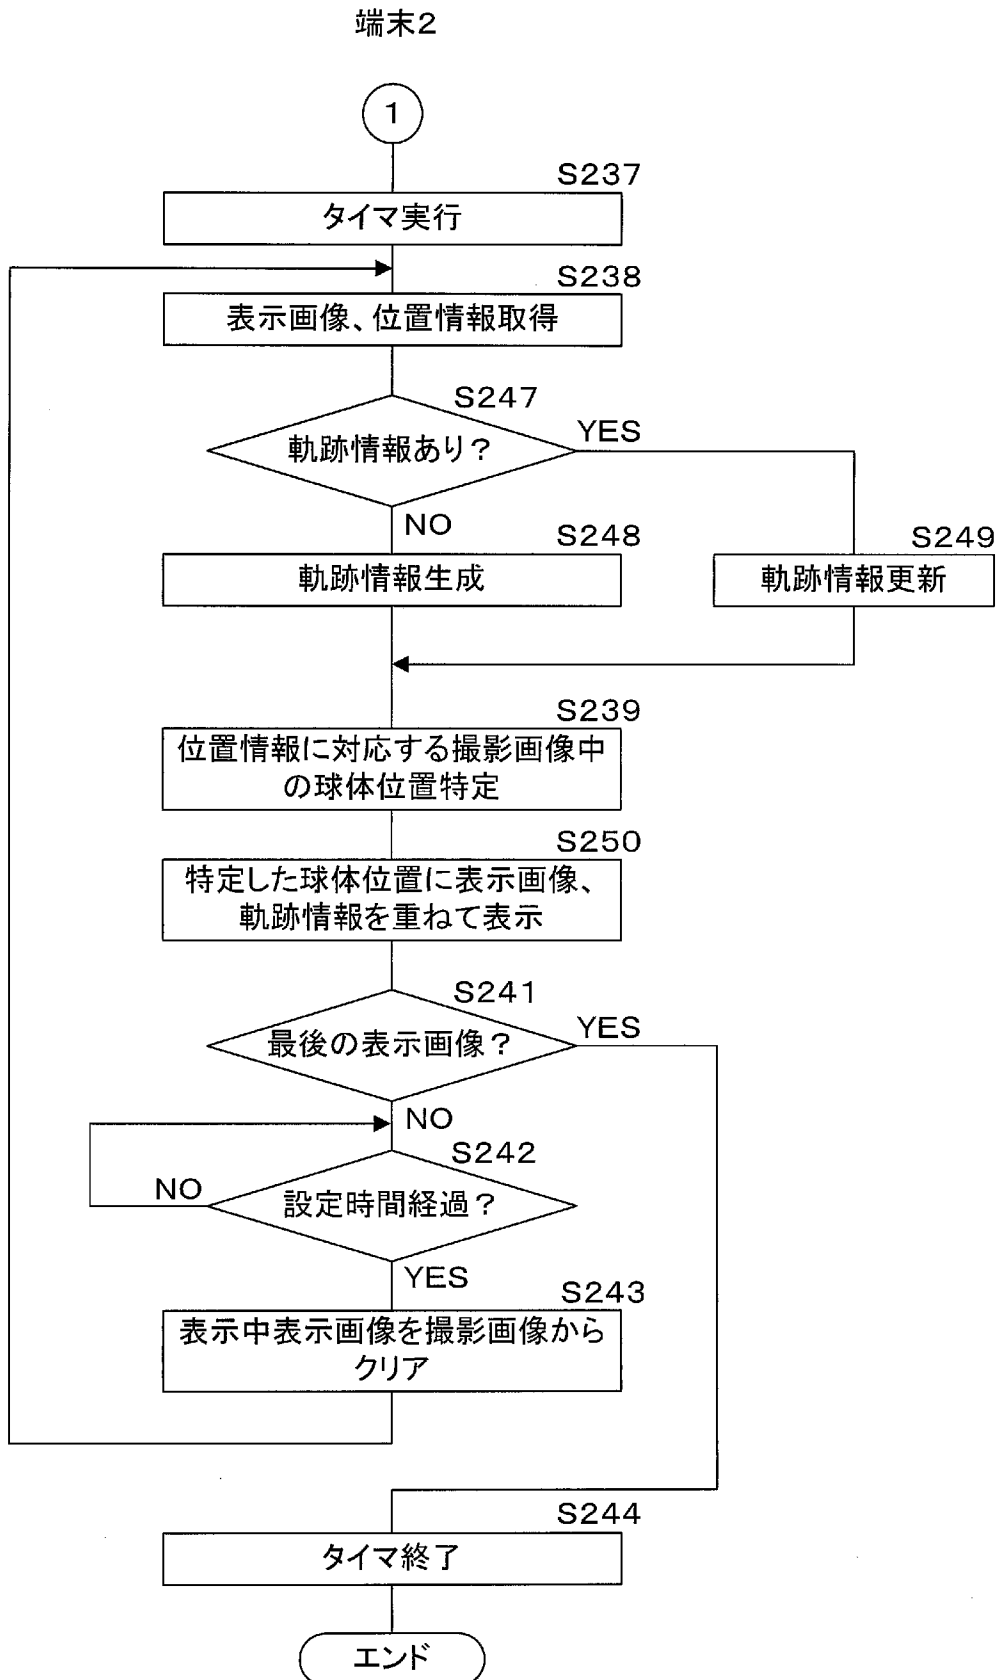 端末2
1
S237
タイマ実行
S238
表示画像、位置情報取得
S247
軌跡情報あり?
YES
NO
S248
軌跡情報生成
S249
軌跡情報更新
S239
位置情報に対応する撮影画像中
の球体位置特定
S250
特定した球体位置に表示画像、
軌跡情報を重ねて表示
S241
最後の表示画像?
YES
NO
S242
設定時間経過?
NO
YES
S243
表示中表示画像を撮影画像から
クリア
S244
タイマ終了
エンド